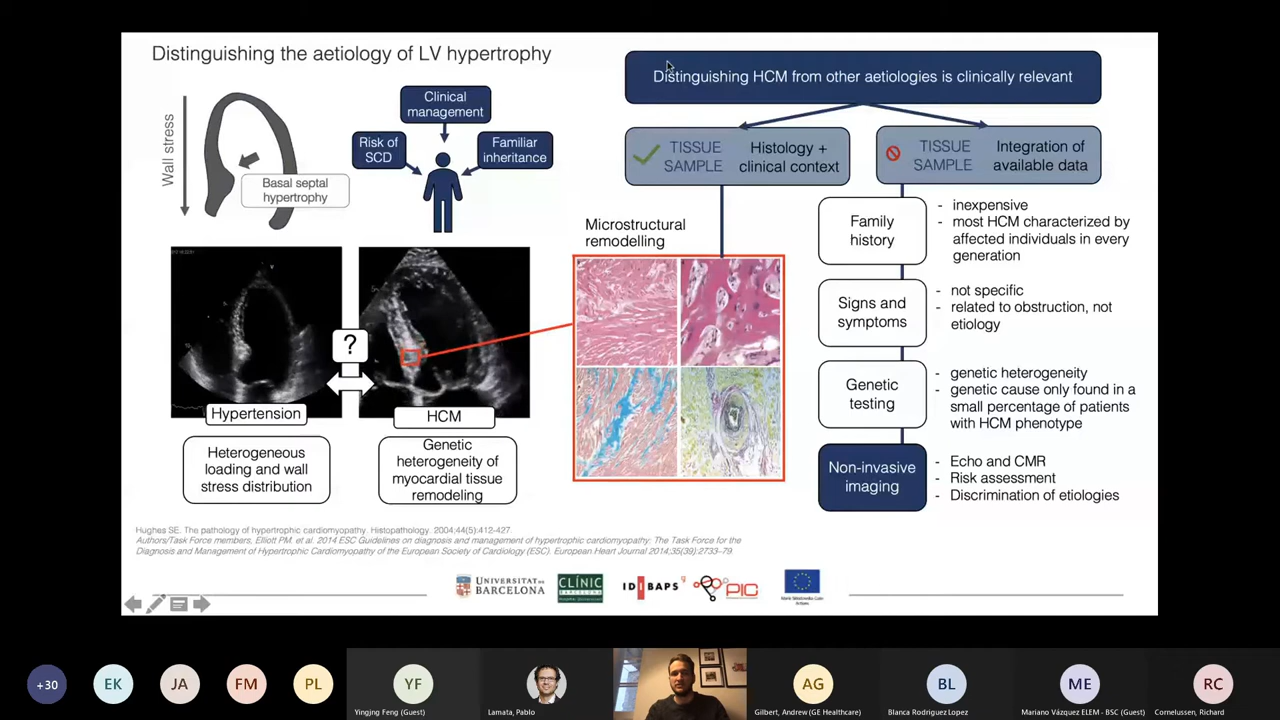 Distinguishing the aetiology of LV hypertrophy
Wall stress
Basal septal
hypertrophy
Clinical
management
Risk of
SCD
Familiar
inheritance
Hypertension
?
HCM
Heterogeneous
loading and wall
stress distribution
Genetic
heterogeneity of
myocardial tissue
remodeling
Distinguishing HCM from other aetiologies is clinically relevant
TISSUE
SAMPLE
Histology +
clinical context
TISSUE
SAMPLE
Integration of
available data
Microstructural
remodelling
Family
history
- inexpensive
- most HCM characterized by
affected individuals in every
generation
Signs and
symptoms
- not specific
- related to obstruction, not
etiology
Genetic
testing
- genetic heterogeneity
- genetic cause only found in a
small percentage of patients
with HCM phenotype
Non-invasive
imaging
- Echo and CMR
- Risk assessment
- Discrimination of etiologies
Hughes SE. The pathology of hypertrophic cardiomyopathy. Histopathology. 2004;44(5):412-427.
Authors/Task Force members, Elliott PM. et al. 2014 ESC Guidelines on diagnosis and management of hypertrophic cardiomyopathy: The Task Force for the
Diagnosis and Management of Hypertrophic Cardiomyopathy of the European Society of Cardiology (ESC). European Heart Journal 2014;35(39):2733–79.
UNIVERSITAT DE
BARCELONA
CLÍNIC
BARCELONA
IDIBAPS
PIC
+30
EK
JA
FM
PL
YF
Yingjng Feng (Guest)
Lamata, Pablo
AG
Gilbert, Andrew (GE Healthcare)
BL
Blanca Rodriguez Lopez
ME
Mariano Vázquez ELEM - BSC (Guest)
RC
Cornelussen, Richard